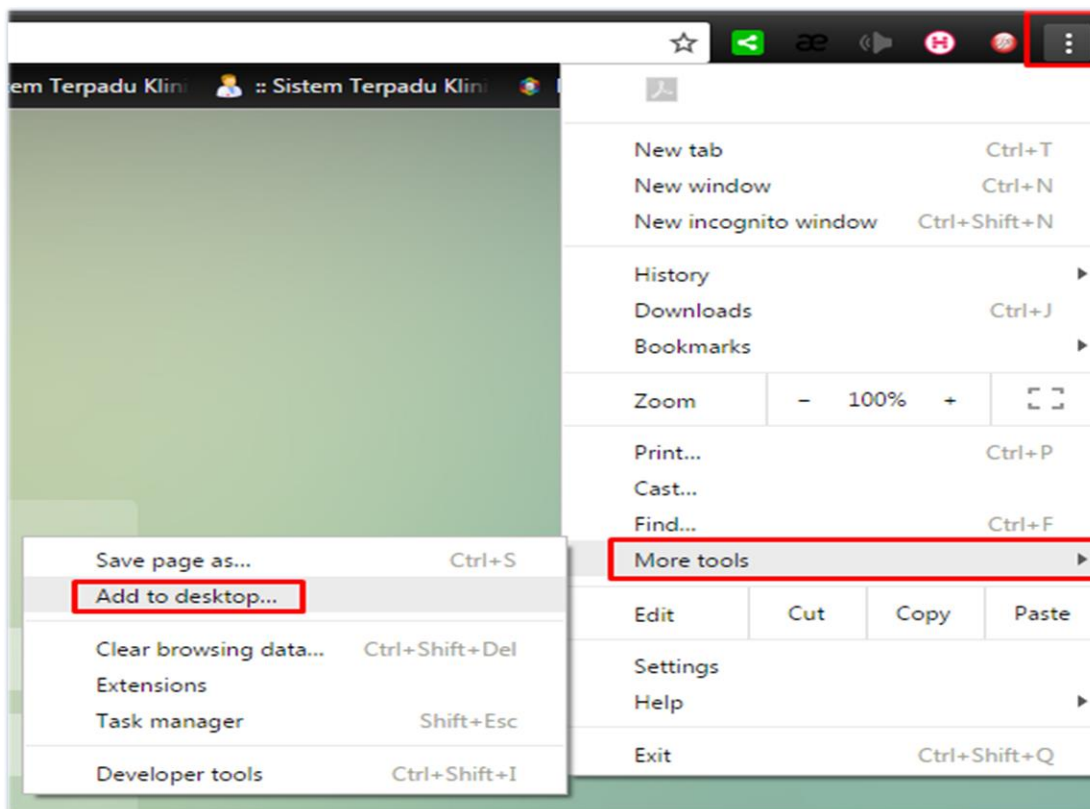 em Terpadu Klini :: Sistem Terpadu Klini
New tab Ctrl+T
New window Ctrl+N
New incognito window Ctrl+Shift+N
History
Downloads Ctrl+J
Bookmarks
Zoom - 100% +
Print... Ctrl+P
Cast...
Find... Ctrl+F
More tools
Edit Cut Copy Paste
Settings
Help
Exit Ctrl+Shift+Q
Save page as... Ctrl+S
Add to desktop...
Clear browsing data... Ctrl+Shift+Del
Extensions
Task manager Shift+Esc
Developer tools Ctrl+Shift+I